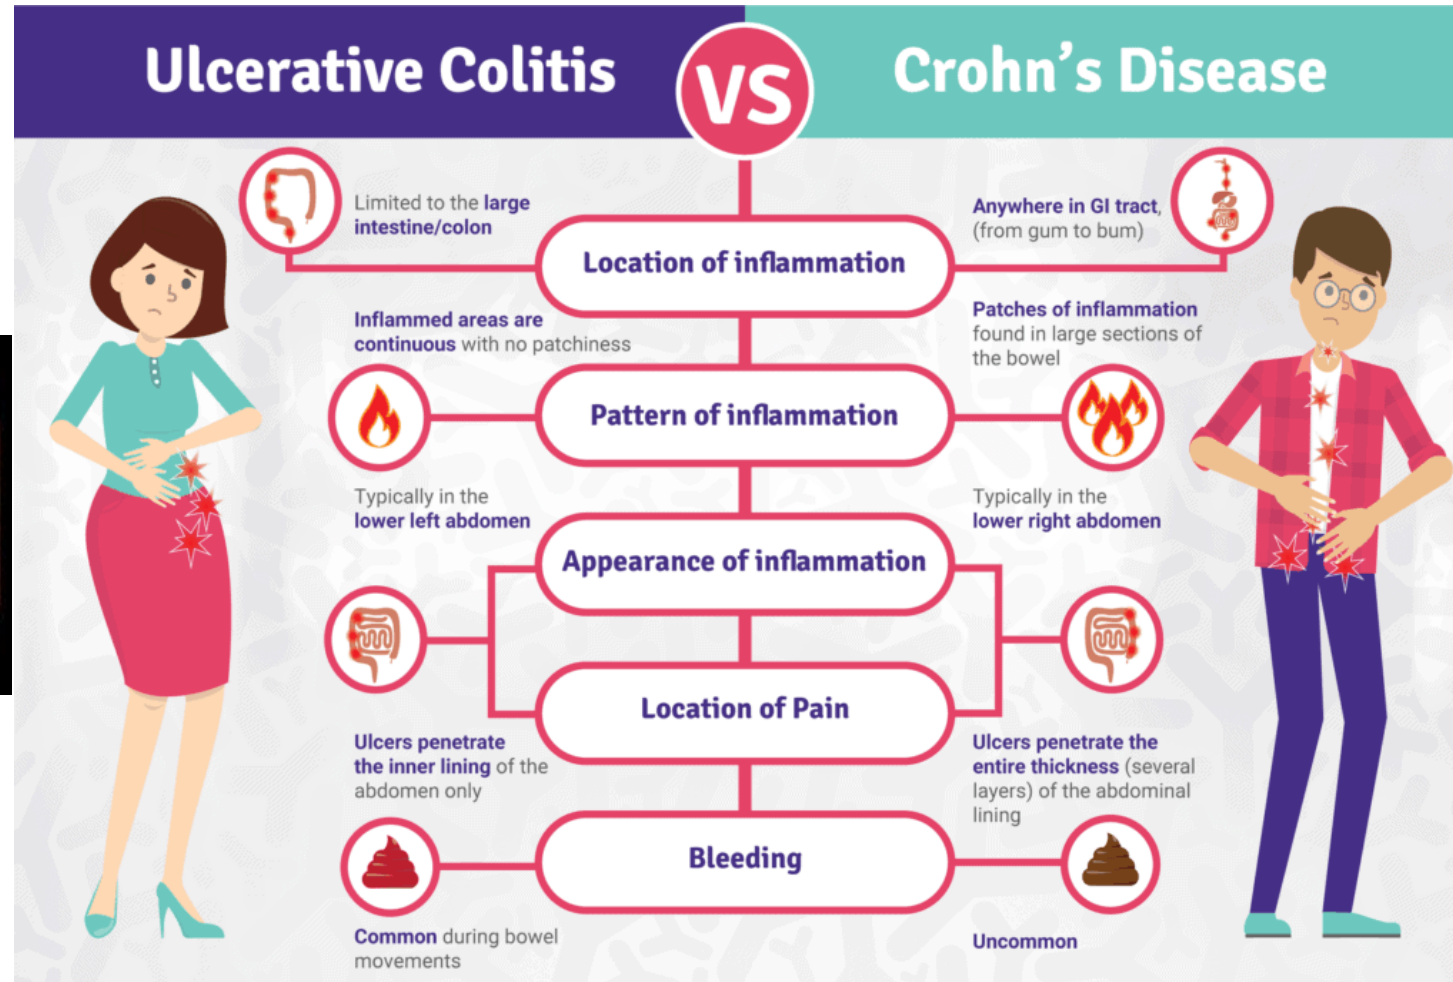 Ulcerative Colitis
VS
Crohn's Disease
Limited to the large
intestine/colon
Location of inflammation
Anywhere in GI tract,
(from gum to bum)
Inflammed areas are
continuous with no patchiness
Pattern of inflammation
Patches of inflammation
found in large sections of
the bowel
Typically in the
lower left abdomen
Appearance of inflammation
Typically in the
lower right abdomen
Location of Pain
Ulcers penetrate
the inner lining of the
abdomen only
Ulcers penetrate the
entire thickness (several
layers) of the abdominal
lining
Bleeding
Common during bowel
movements
Uncommon